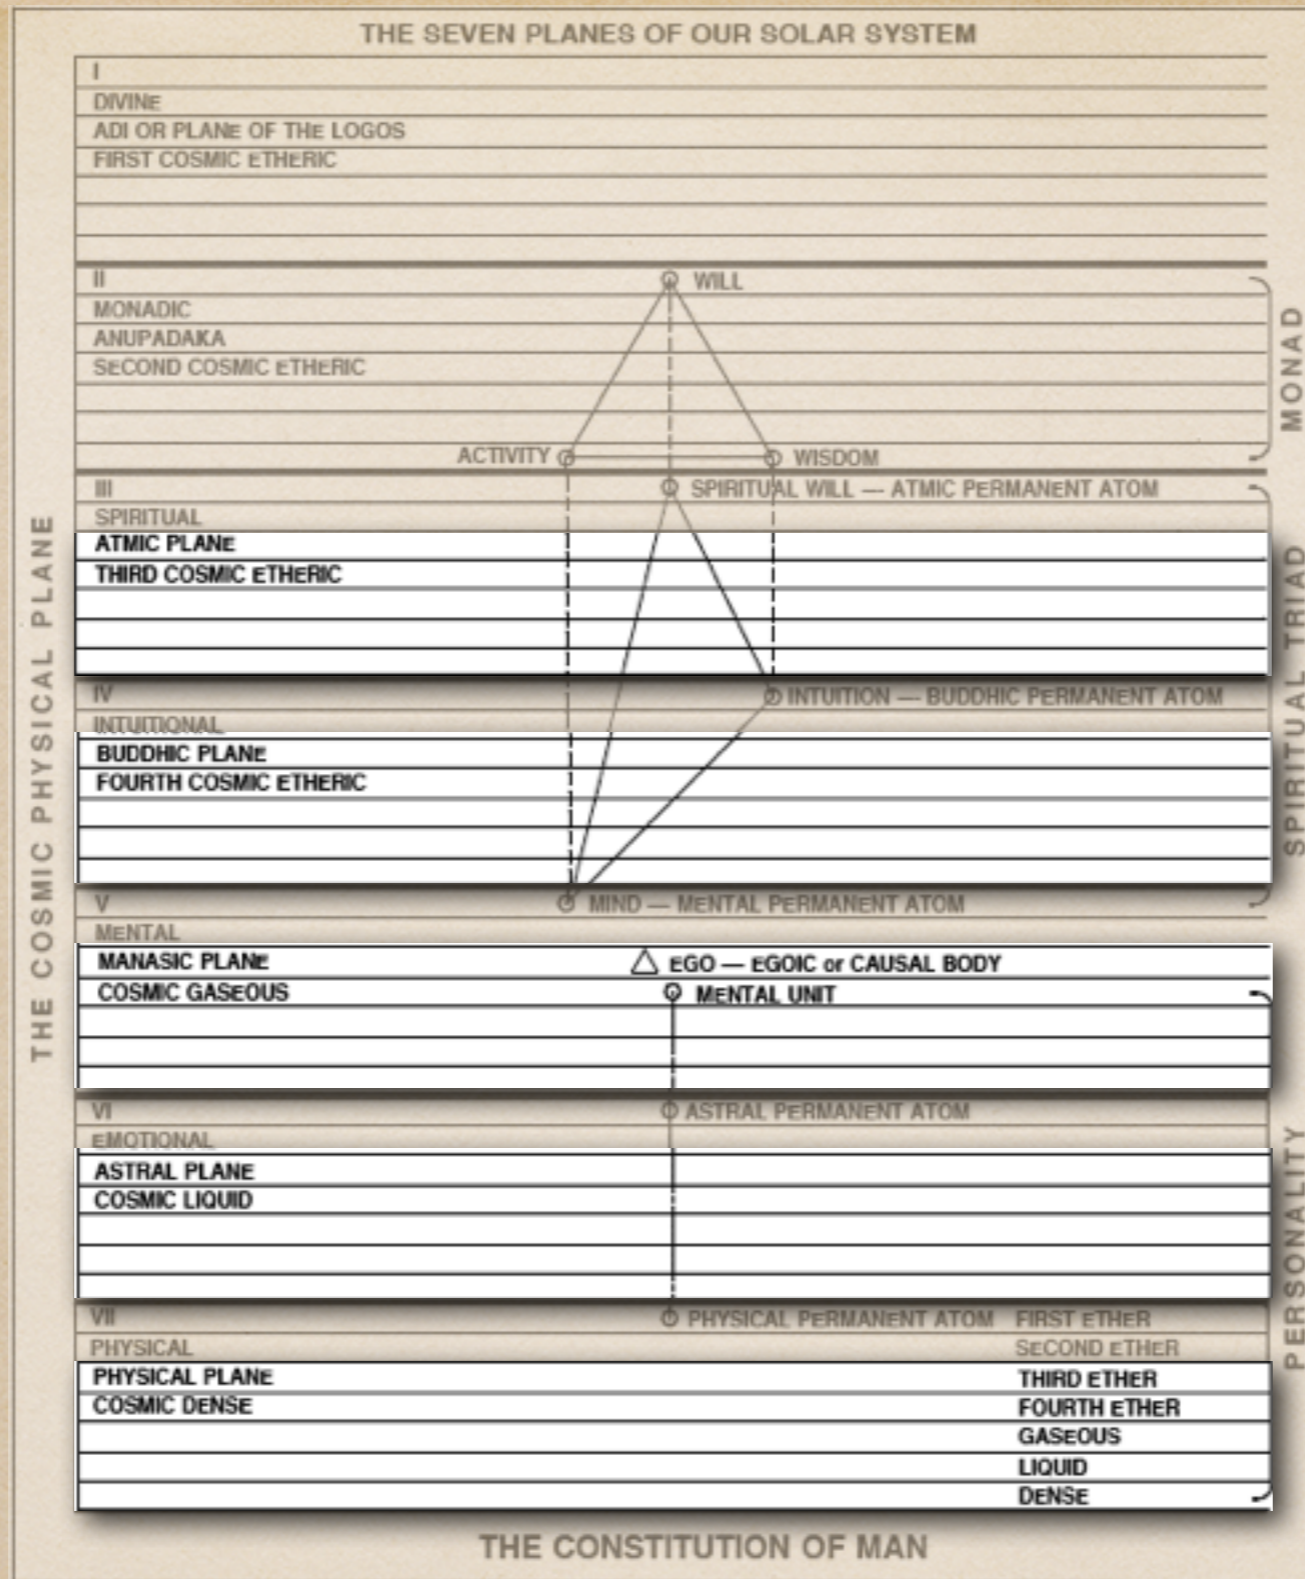 THE SEVEN PLANES OF OUR SOLAR SYSTEM
I
DIVINE
ADI OR PLANE OF THE LOGOS
FIRST COSMIC ETHERIC
II
WILL
MONADIC
ANUPADAKA
SECOND COSMIC ETHERIC
ACTIVITY
WISDOM
MONAD
III
SPIRITUAL WILL — ATMIC PERMANENT ATOM
SPIRITUAL
ATMIC PLANE
THIRD COSMIC ETHERIC
IV
INTUITION — BUDDHIC PERMANENT ATOM
INTUITIONAL
BUDDHIC PLANE
FOURTH COSMIC ETHERIC
SPIRITUAL TRIAD
V
MIND — MENTAL PERMANENT ATOM
MENTAL
MANASIC PLANE
EGO — EGOIC or CAUSAL BODY
COSMIC GASEOUS
MENTAL UNIT
VI
ASTRAL PERMANENT ATOM
EMOTIONAL
ASTRAL PLANE
COSMIC LIQUID
VII
PHYSICAL PERMANENT ATOM
FIRST ETHER
PHYSICAL
SECOND ETHER
PHYSICAL PLANE
THIRD ETHER
COSMIC DENSE
FOURTH ETHER
GASEOUS
LIQUID
DENSE
PERSONALITY
THE COSMIC PHYSICAL PLANE
THE CONSTITUTION OF MAN